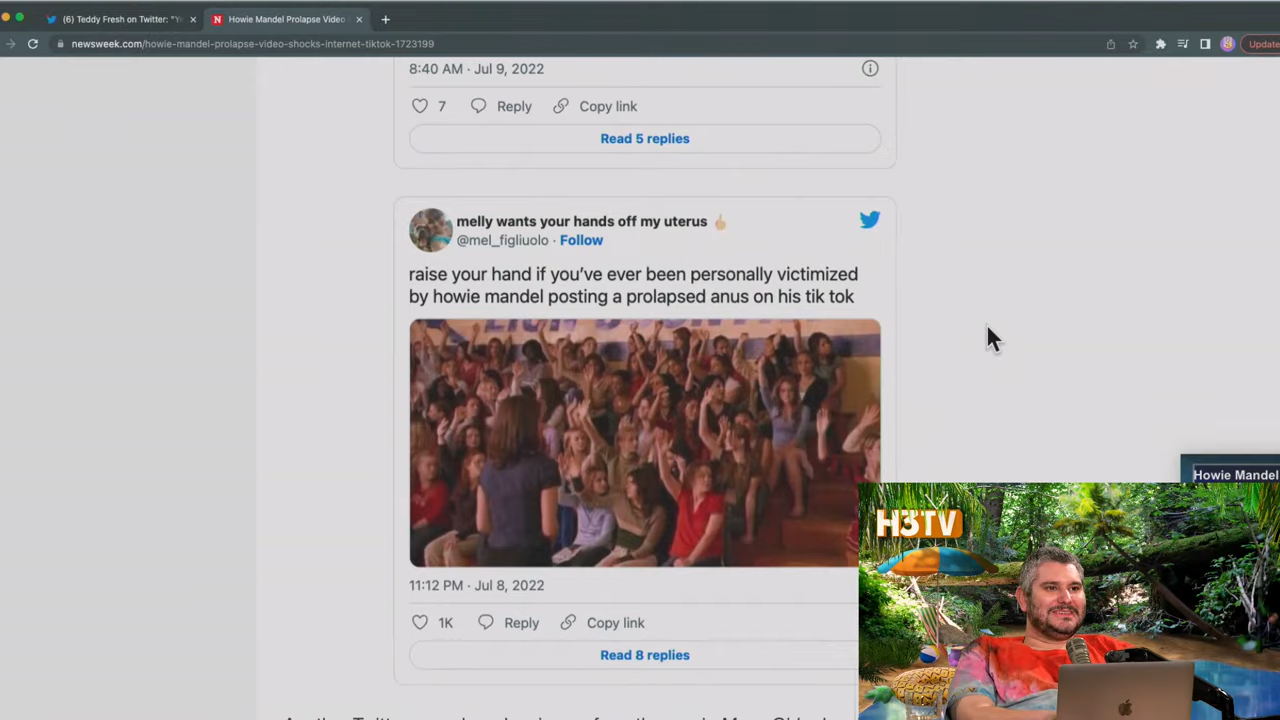 (6) Teddy Fresh on Twitter: "Y
Howie Mandel Prolapse Video
newsweek.com/howie-mandel-prolapse-video-shocks-internet-tiktok-1723199
Update
8:40 AM · Jul 9, 2022
7 Reply Copy link
Read 5 replies
melly wants your hands off my uterus
@mel_figliuolo · Follow
raise your hand if you've ever been personally victimized
by howie mandel posting a prolapsed anus on his tik tok
11:12 PM · Jul 8, 2022
1K Reply Copy link
Read 8 replies
Howie Mandel
H3TV